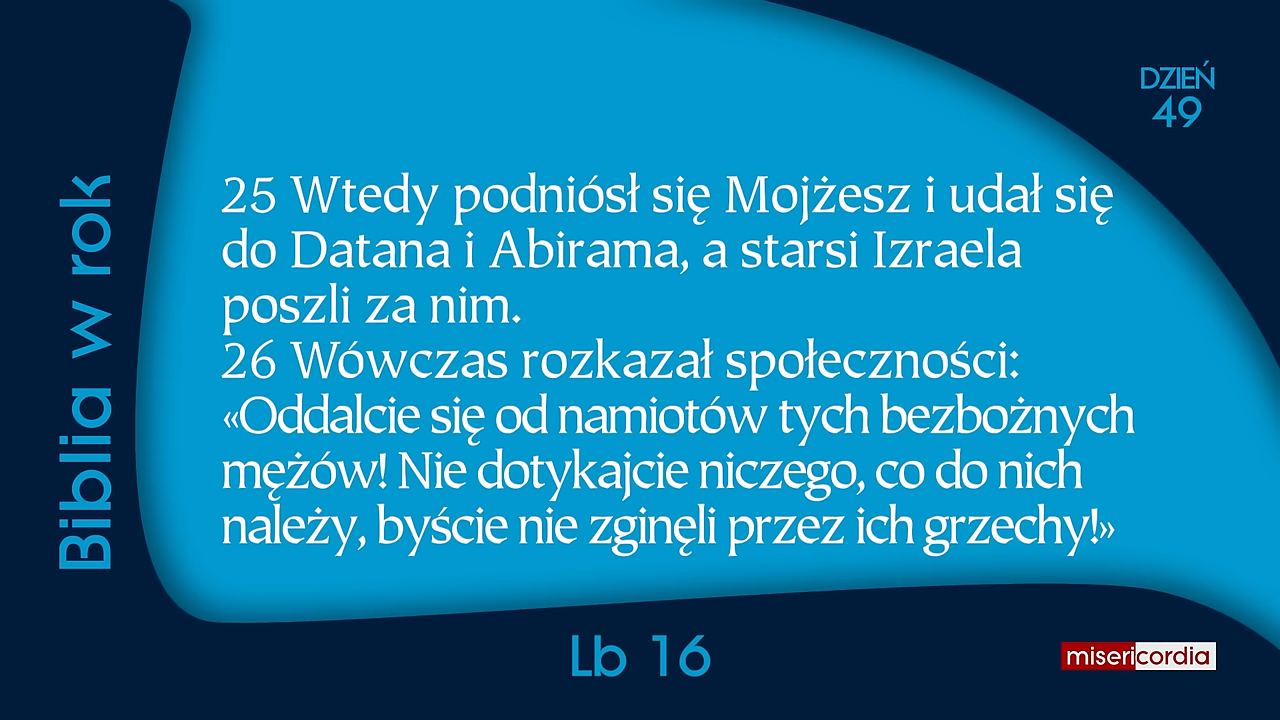 DZIEŃ
49
Biblia w rok
25 Wtedy podniósł się Mojżesz i udał się
do Datana i Abirama, a starsi Izraela
poszli za nim.
26 Wówczas rozkazał społeczności:
«Oddalcie się od namiotów tych bezbożnych
mężów! Nie dotykajcie niczego, co do nich
należy, byście nie zginęli przez ich grzechy!»
Lb 16
misericordia